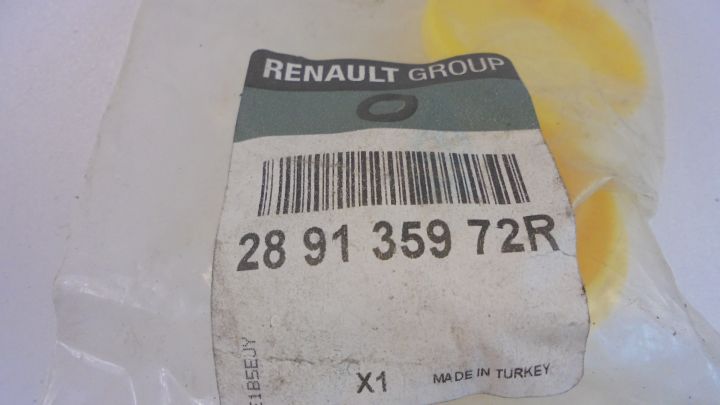 RENAULT GROUP
28 91 359 72R
X1
MADE IN TURKEY